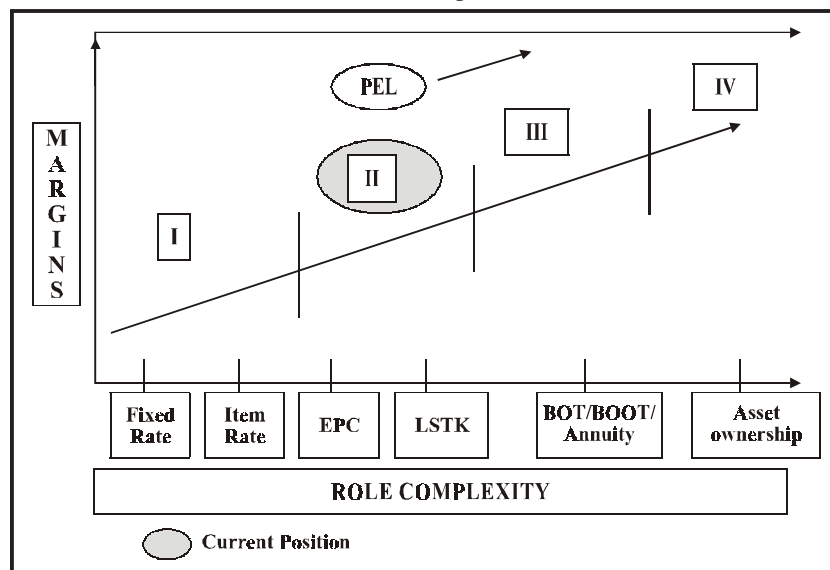 PEL
IV
III
II
I
M
A
R
G
I
N
S
Fixed
Rate
Item
Rate
EPC
LSTK
BOT/BOOT/
Annuity
Asset
ownership
ROLE COMPLEXITY
Current Position